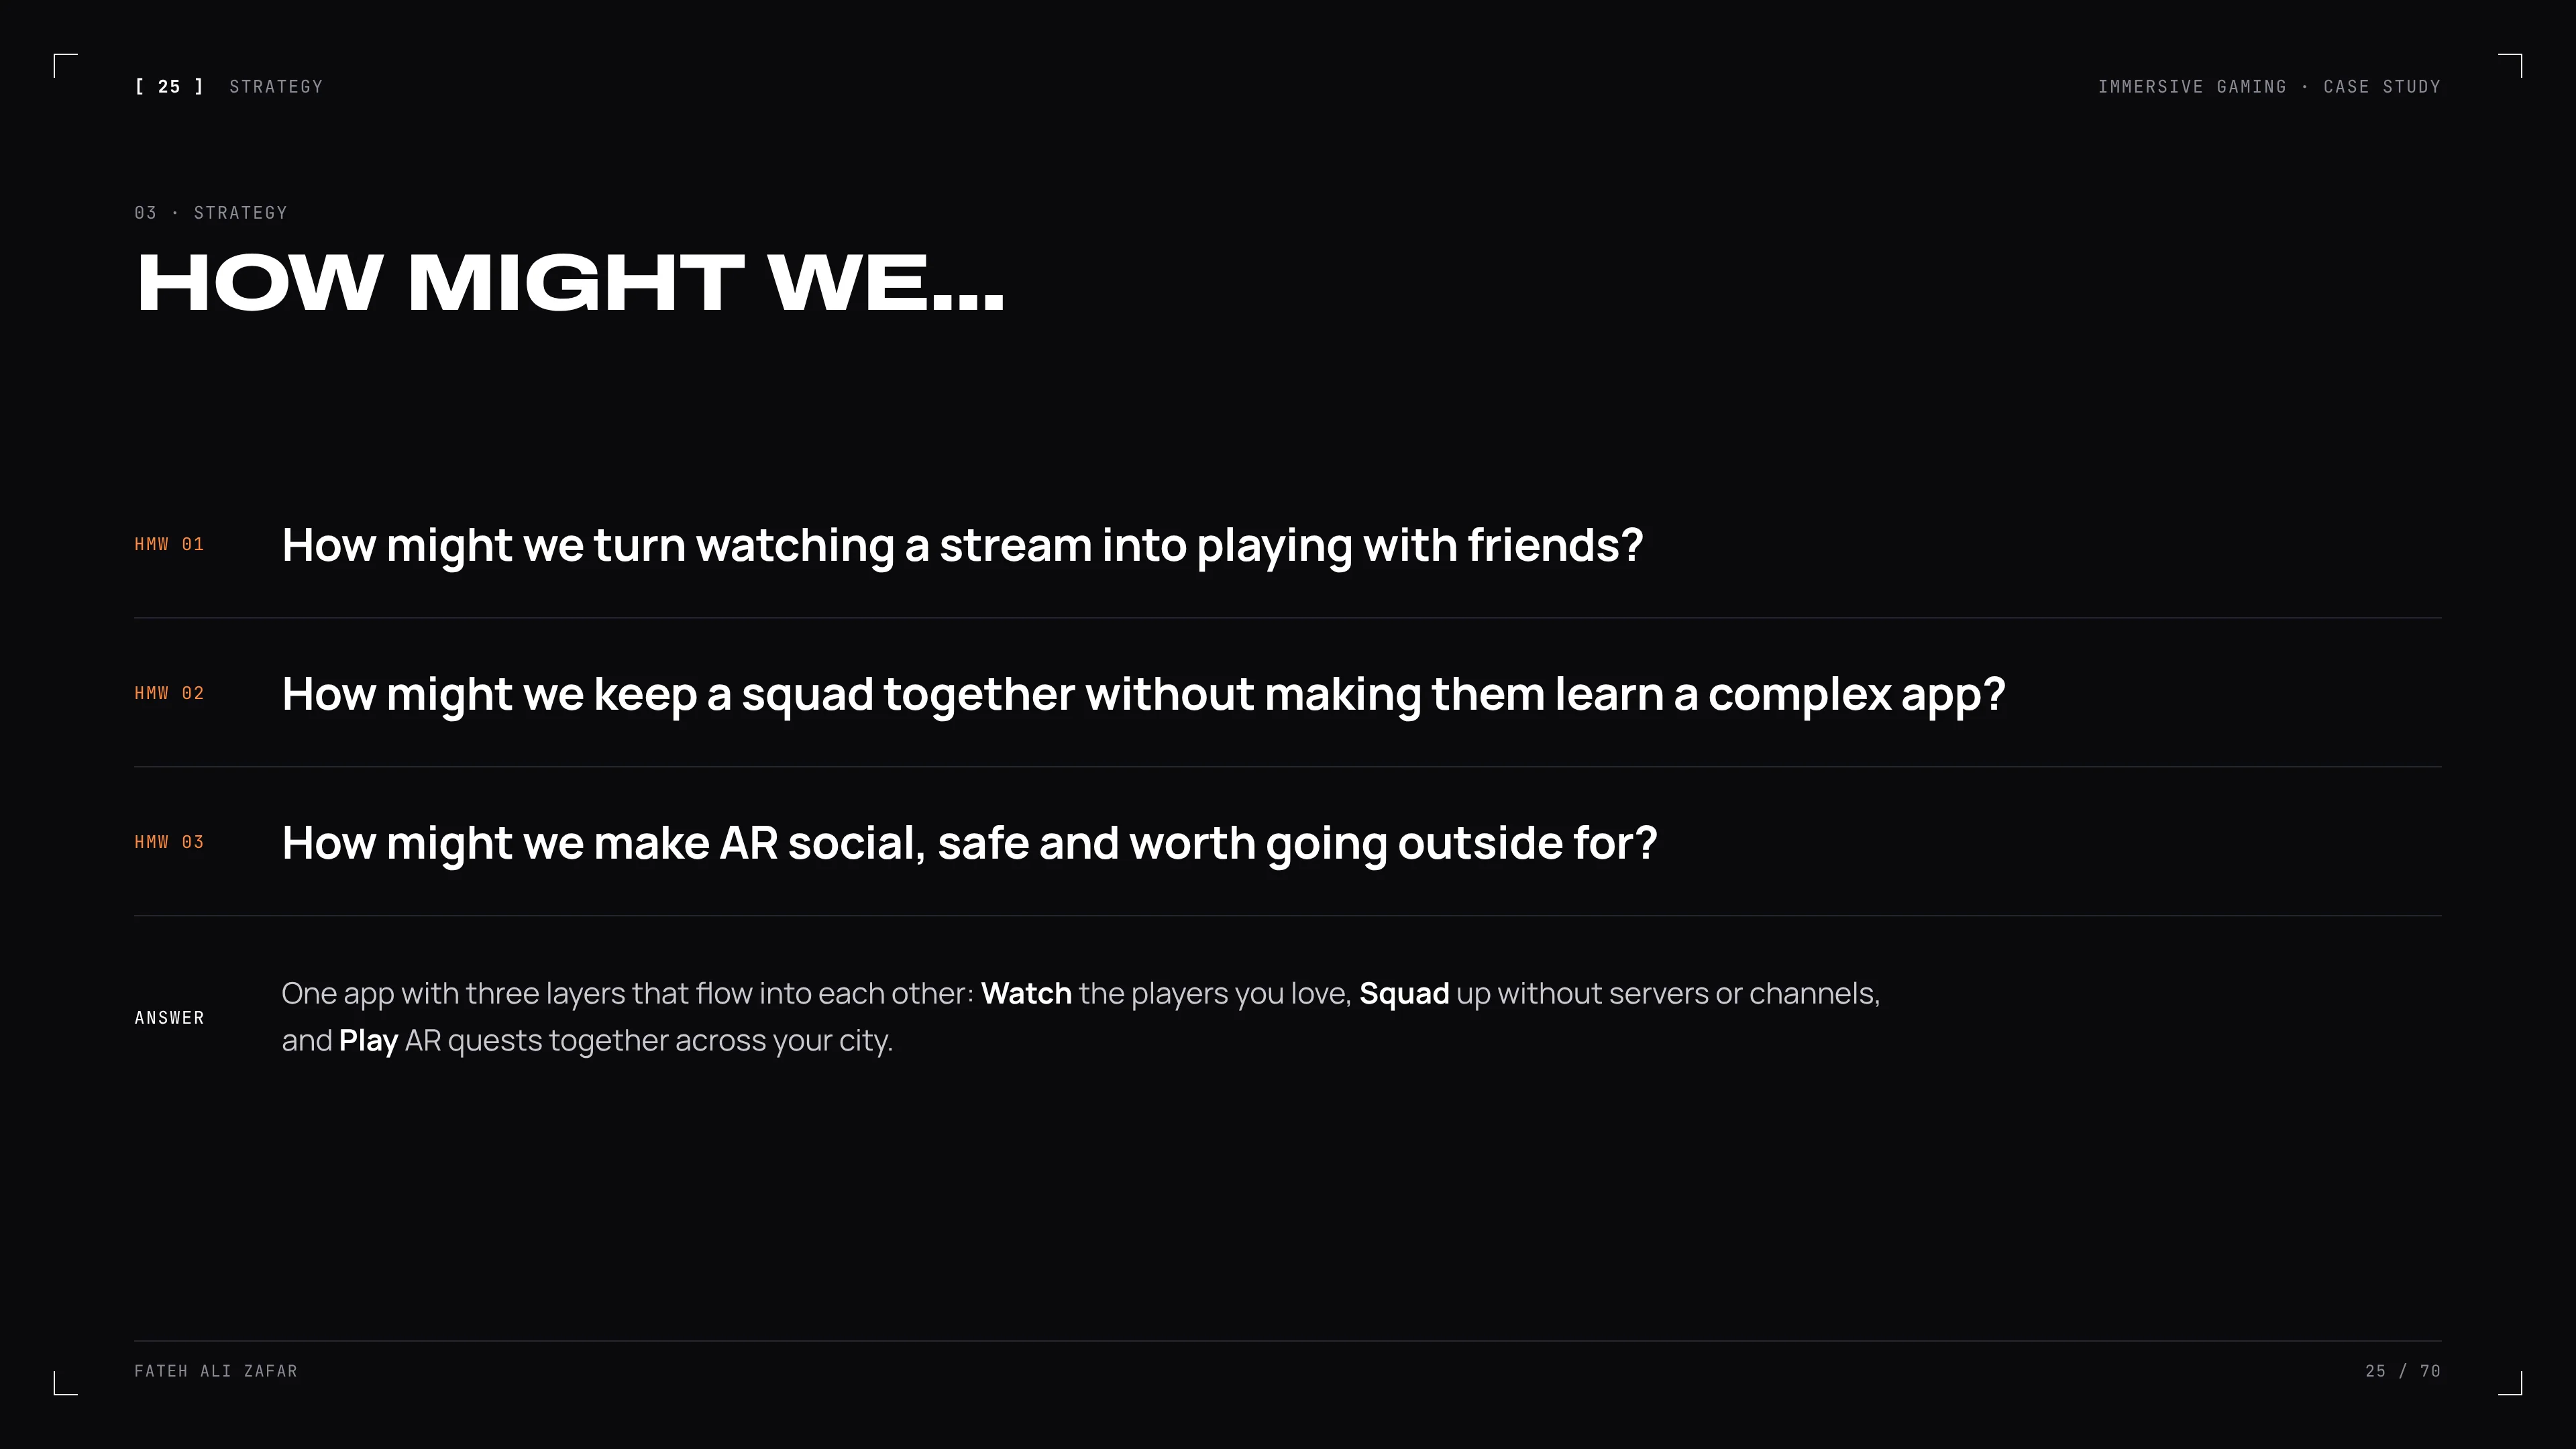 [ 25 ] STRATEGY
IMMERSIVE GAMING · CASE STUDY
03 · STRATEGY
HOW MIGHT WE...
HMW 01 How might we turn watching a stream into playing with friends?
HMW 02 How might we keep a squad together without making them learn a complex app?
HMW 03 How might we make AR social, safe and worth going outside for?
ANSWER
One app with three layers that flow into each other: Watch the players you love, Squad up without servers or channels,
and Play AR quests together across your city.
FATEH ALI ZAFAR
25 / 70